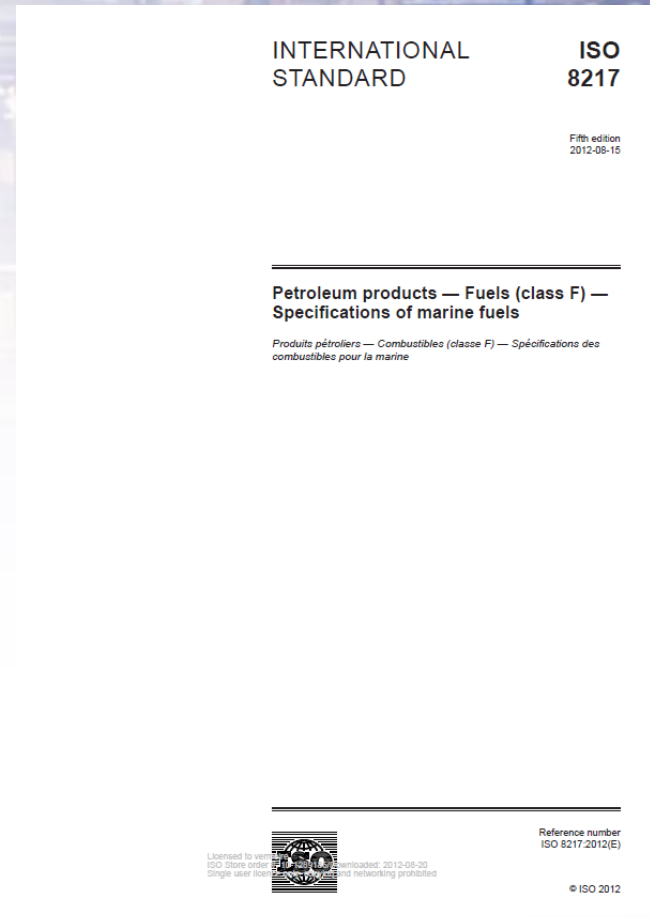 INTERNATIONAL
STANDARD
ISO
8217
Fifth edition
2012-08-15
Petroleum products — Fuels (class F) —
Specifications of marine fuels
Produits pétroliers — Combustibles (classe F) — Spécifications des
combustibles pour la marine
Reference number
ISO 8217:2012(E)
ISO
Licensed to
ISO Store order downloaded: 2012-08-20
Single user and networking prohibited
© ISO 2012